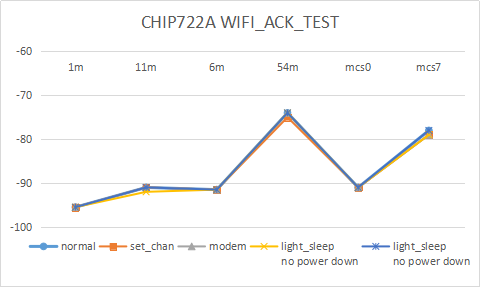 CHIP722A WIFI_ACK_TEST
-60
1m 11m 6m 54m mcs0 mcs7
-70
-80
-90
-100
normal set_chan modem light_sleep light_sleep
no power down no power down